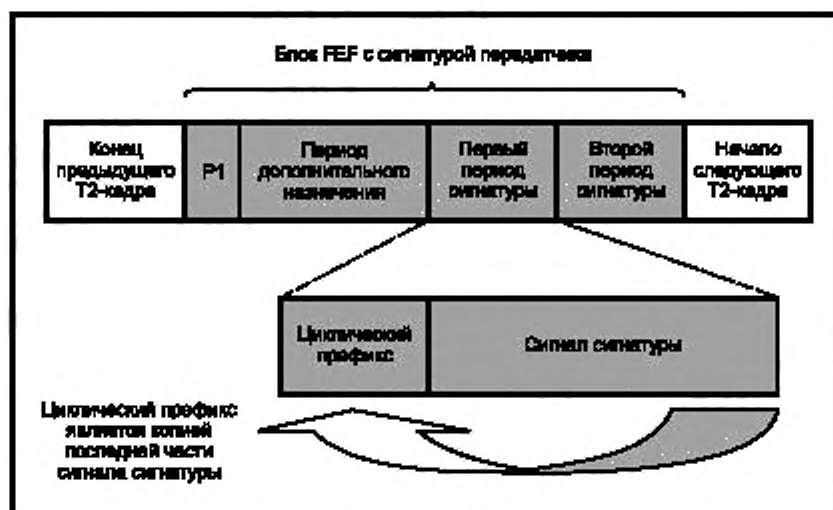 Блок FEF с сигнатурой передатчика
Конец
предыдущего
Т2-кадра
P1
Период
дополнительного
назначения
Первый
период
сигнатуры
Второй
период
сигнатуры
Начало
следующего
Т2-кадра
Циклический
префикс
Сигнал сигнатуры
Циклический префикс
является копией
последней части
сигнала сигнатуры